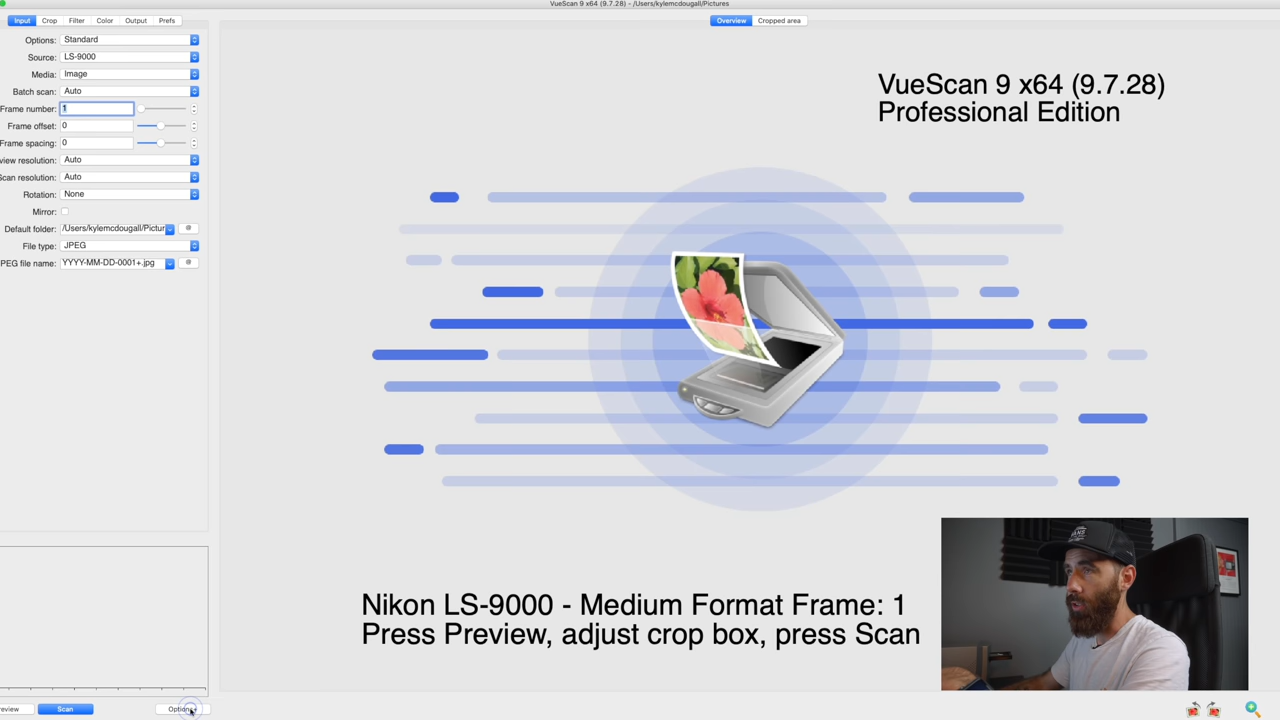 VueScan 9 x64 (9.7.28) - /Users/kylemcdougall/Pictures
Input Crop Filter Color Output Prefs
Overview Cropped area
Options: Standard
Source: LS-9000
Media: Image
Batch scan: Auto
Frame number: 1
Frame offset: 0
Frame spacing: 0
view resolution: Auto
Scan resolution: Auto
Rotation: None
Mirror:
Default folder: /Users/kylemcdougall/Pictur @
File type: JPEG
PEG file name: YYYY-MM-DD-0001+.jpg @
VueScan 9 x64 (9.7.28)
Professional Edition
Nikon LS-9000 - Medium Format Frame: 1
Press Preview, adjust crop box, press Scan
review Scan Options